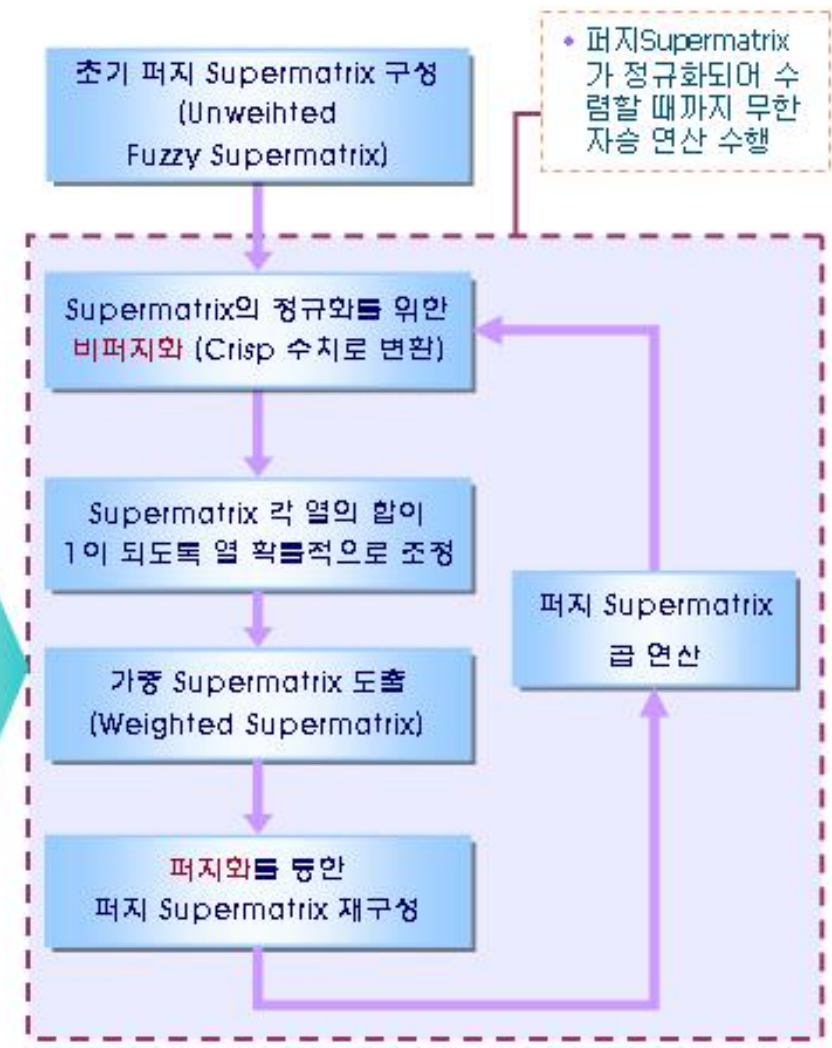 초기 퍼지 Supermatrix 구성
(Unweihted
Fuzzy Supermatrix)
• 퍼지Supermatrix
가 정규화되어 수
렴할 때까지 무한
자승 연산 수행
Supermatrix의 정규화를 위한
비퍼지화 (Crisp 수치로 변환)
Supermatrix 각 열의 합이
1이 되도록 열 확률적으로 조정
가중 Supermatrix 도출
(Weighted Supermatrix)
퍼지화를 통한
퍼지 Supermatrix 재구성
퍼지 Supermatrix
곱 연산